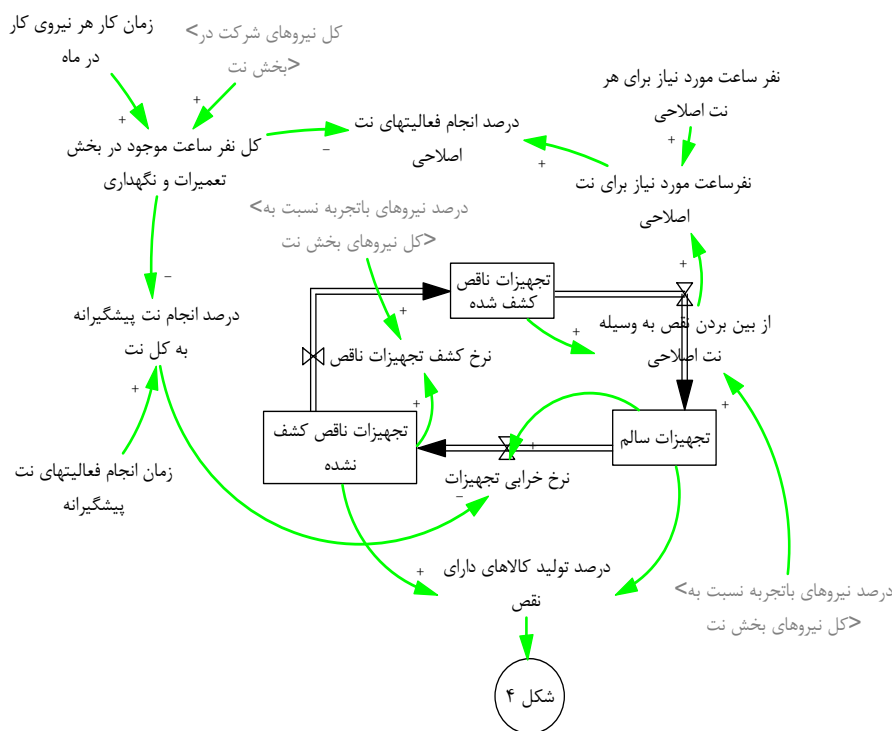 زمان کار هر نیروی کار
در ماه
<کل نیروهای شرکت در
بخش نت>
نفر ساعت مورد نیاز برای هر
نت اصلاحی
+
+
+
درصد انجام فعالیتهای نت
اصلاحی
–
+
کل نفر ساعت موجود در بخش
تعمیرات و نگهداری
نفرساعت مورد نیاز برای نت
اصلاحی
<درصد نیروهای باتجربه نسبت به
کل نیروهای بخش نت>
+
–
تجهیزات ناقص
کشف شده
درصد انجام نت پیشگیرانه
به کل نت
+
+
از بین بردن نقص به وسیله
نت اصلاحی
نرخ کشف تجهیزات ناقص
+
+
+
تجهیزات ناقص کشف
نشده
تجهیزات سالم
+
زمان انجام فعالیتهای نت
پیشگیرانه
نرخ خرابی تجهیزات
–
+
درصد تولید کالاهای دارای
نقص
<درصد نیروهای باتجربه نسبت به
کل نیروهای بخش نت>
شکل ۴